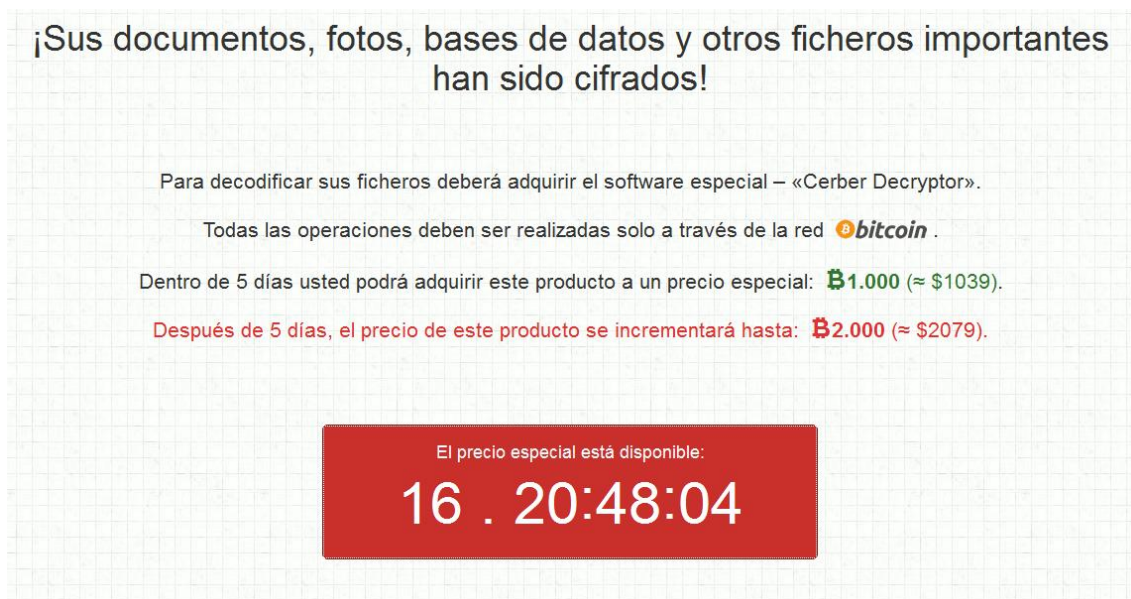 ¡Sus documentos, fotos, bases de datos y otros ficheros importantes
han sido cifrados!
Para decodificar sus ficheros deberá adquirir el software especial – «Cerber Decryptor».
Todas las operaciones deben ser realizadas solo a través de la red bitcoin .
Dentro de 5 días usted podrá adquirir este producto a un precio especial: ₿1.000 (≈ $1039).
Después de 5 días, el precio de este producto se incrementará hasta: ₿2.000 (≈ $2079).
El precio especial está disponible:
16 . 20:48:04